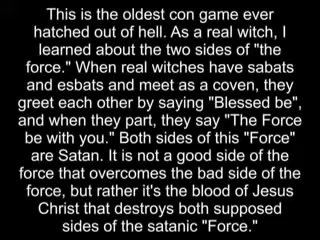 This is the oldest con game ever
hatched out of hell. As a real witch, I
learned about the two sides of "the
force." When real witches have sabats
and esbats and meet as a coven, they
greet each other by saying "Blessed be",
and when they part, they say "The Force
be with you." Both sides of this "Force"
are Satan. It is not a good side of the
force that overcomes the bad side of the
force, but rather it's the blood of Jesus
Christ that destroys both supposed
sides of the satanic "Force."